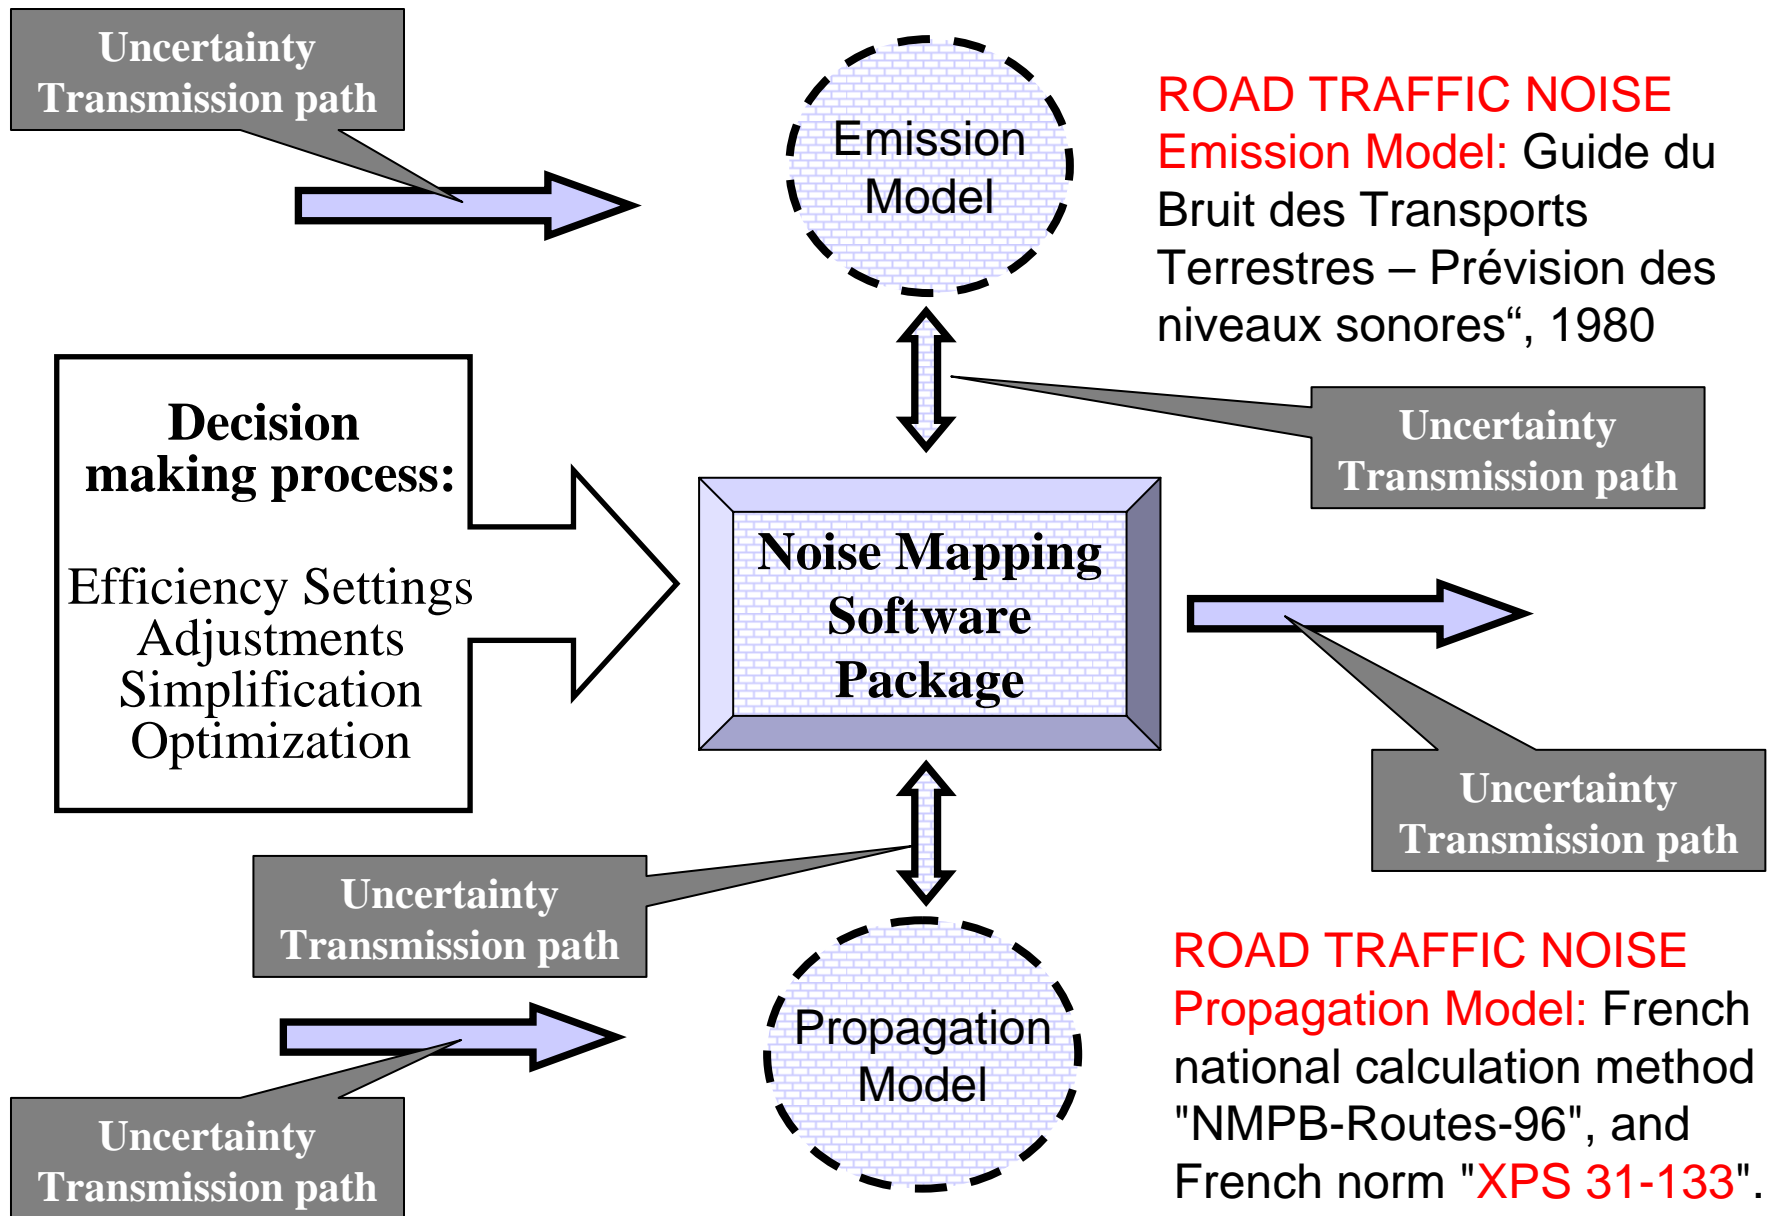 Uncertainty
Transmission path
Emission
Model
ROAD TRAFFIC NOISE
Emission Model: Guide du
Bruit des Transports
Terrestres – Prévision des
niveaux sonores“, 1980
Uncertainty
Transmission path
Decision
making process:
Efficiency Settings
Adjustments
Simplification
Optimization
Noise Mapping
Software
Package
Uncertainty
Transmission path
Uncertainty
Transmission path
Propagation
Model
ROAD TRAFFIC NOISE
Propagation Model: French
national calculation method
"NMPB-Routes-96", and
French norm "XPS 31-133".
Uncertainty
Transmission path